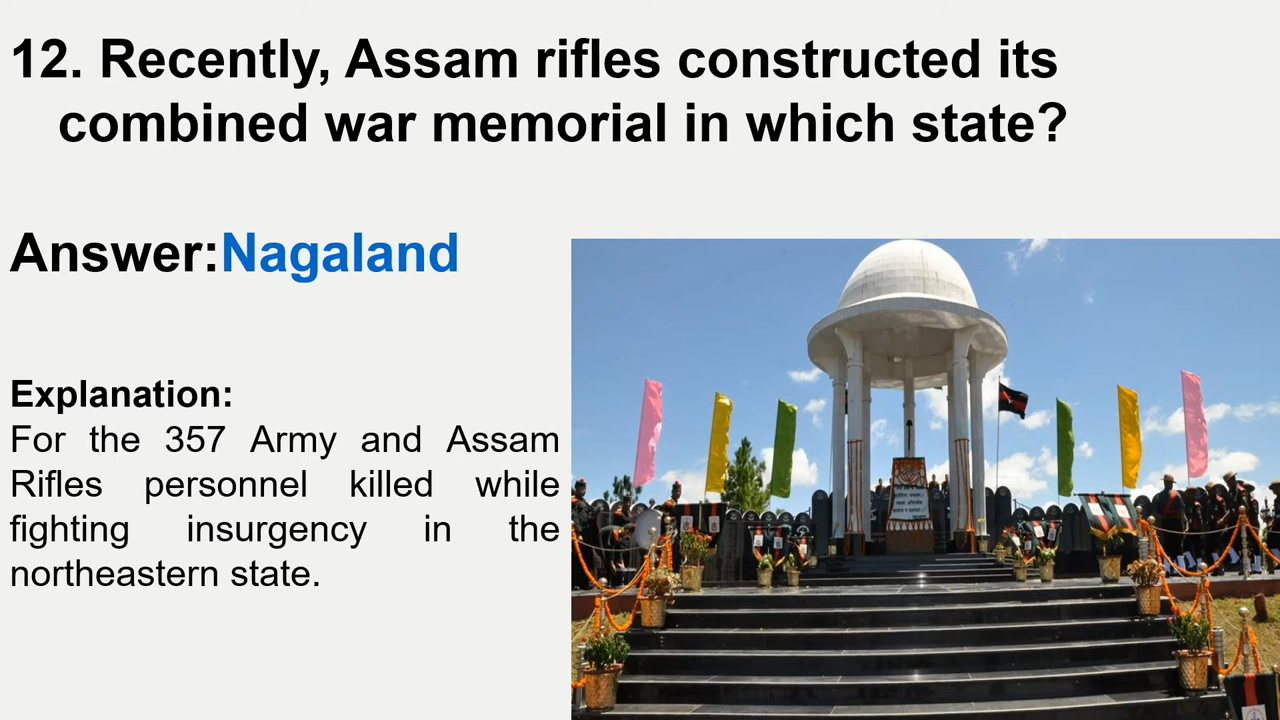 12. Recently, Assam rifles constructed its
combined war memorial in which state?
Answer:Nagaland
Explanation:
For the 357 Army and Assam
Rifles personnel killed while
fighting insurgency in the
northeastern state.